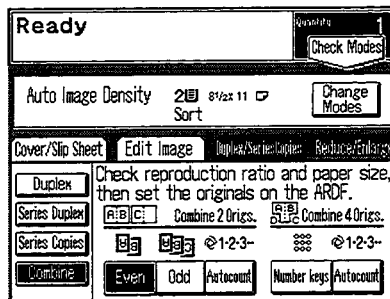 Ready
Quantity 1
Check Modes
Auto Image Density 2 8½x11
Sort
Change Modes
Cover/Slip Sheet Edit Image Duplex/Series Copies Reduce/Enlarge
Check reproduction ratio and paper size,
then set the originals on the ARDF.
Duplex
Series Duplex
Series Copies
Combine
A B C Combine 2 Origs.
A B C D Combine 4 Origs.
1·2·3- 1·2·3-
Even Odd Autocount Number keys Autocount